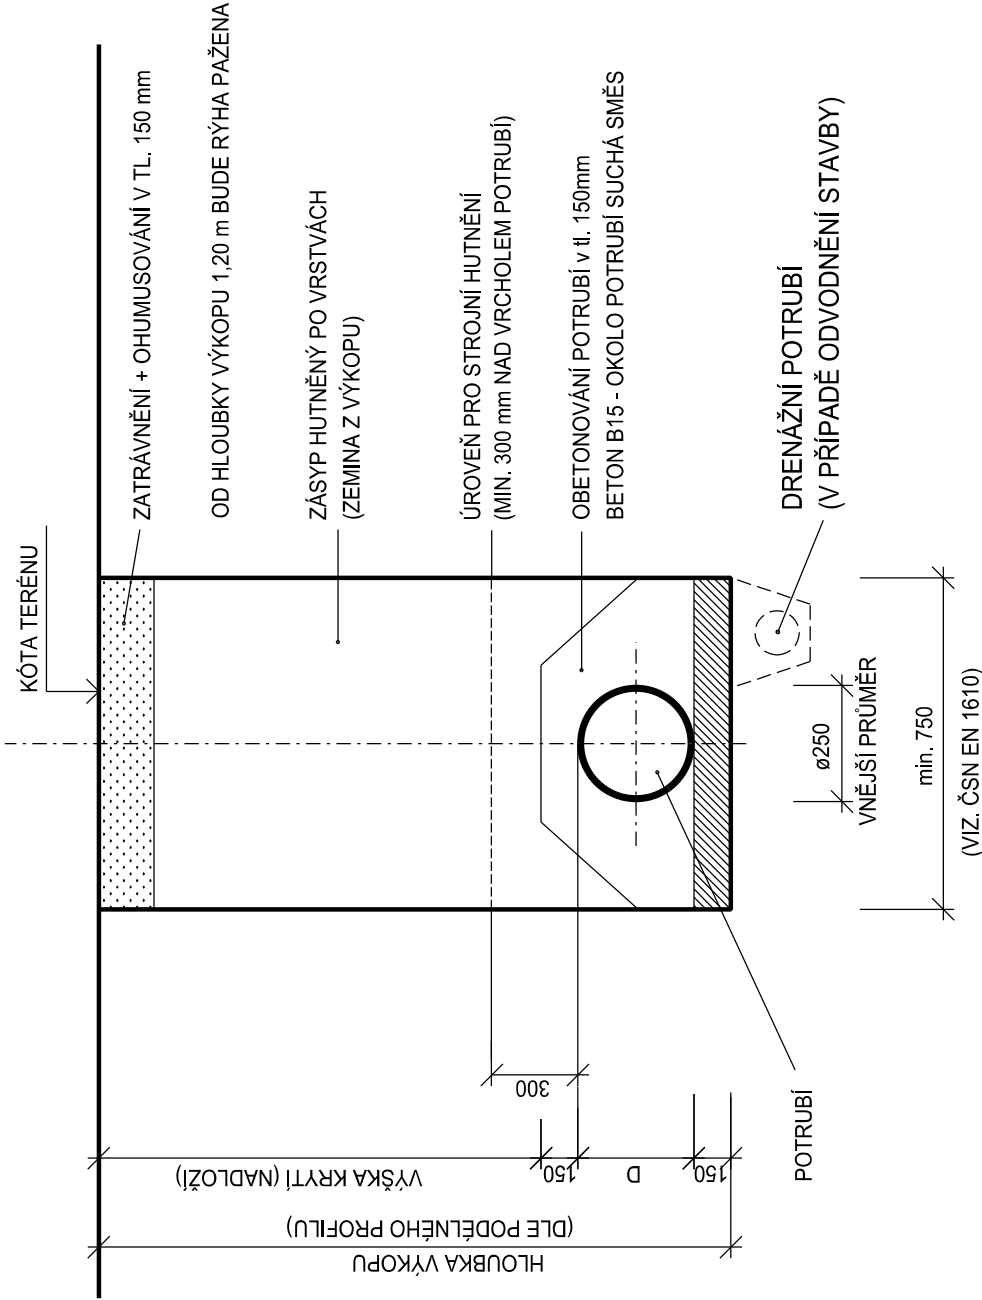 KÓTA TERÉNU
ZATRÁVNĚNÍ + OHUMUSOVÁNÍ V TL. 150 mm
OD HLOUBKY VÝKOPU 1,20 m BUDE RÝHA PAŽENA
ZÁSYP HUTNĚNÝ PO VRSTVÁCH
(ZEMINA Z VÝKOPU)
ÚROVEŇ PRO STROJNÍ HUTNĚNÍ
(MIN. 300 mm NAD VRCHOLEM POTRUBÍ)
OBETONOVÁNÍ POTRUBÍ v tl. 150mm
BETON B15 - OKOLO POTRUBÍ SUCHÁ SMĚS
DRENÁŽNÍ POTRUBÍ
(V PŘÍPADĚ ODVODNĚNÍ STAVBY)
ø250
VNĚJŠÍ PRŮMĚR
min. 750
(VIZ. ČSN EN 1610)
POTRUBÍ
300
VÝŠKA KRYTÍ (NADLOŽÍ)
150
D
150
(DLE PODÉLNÉHO PROFILU)
HLOUBKA VÝKOPU